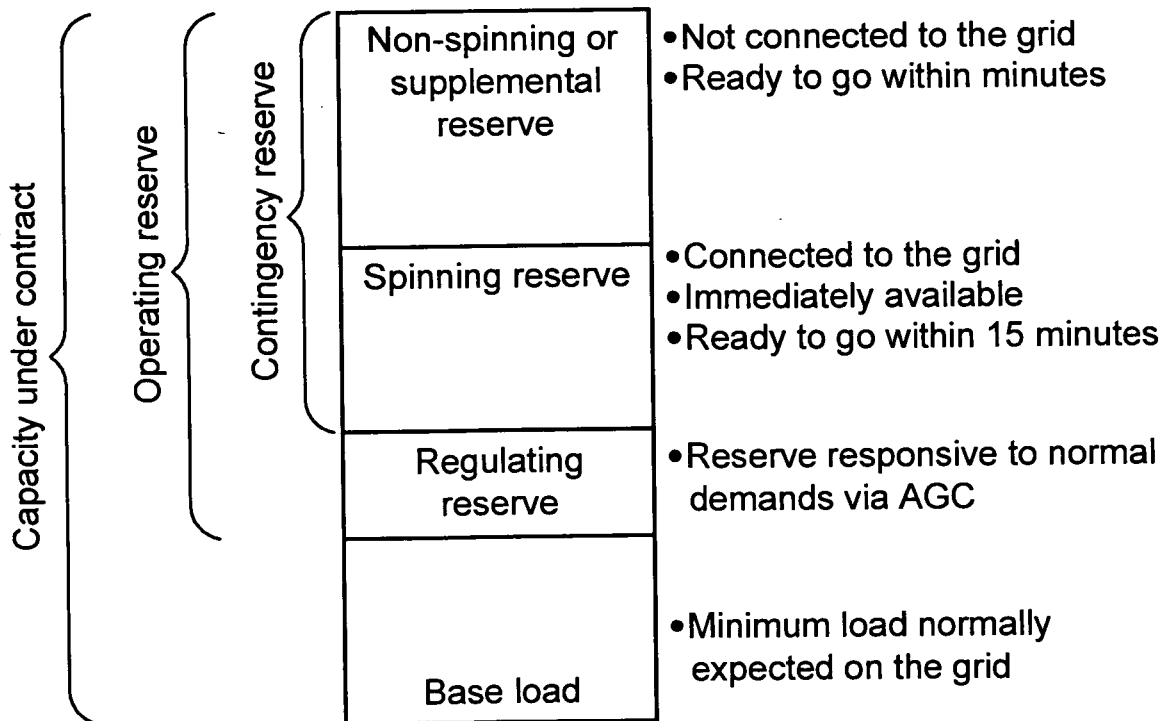 Capacity under contract
Operating reserve
Contingency reserve
Non-spinning or
supplemental
reserve
•Not connected to the grid
•Ready to go within minutes
Spinning reserve
•Connected to the grid
•Immediately available
•Ready to go within 15 minutes
Regulating
reserve
•Reserve responsive to normal
demands via AGC
Base load
•Minimum load normally
expected on the grid